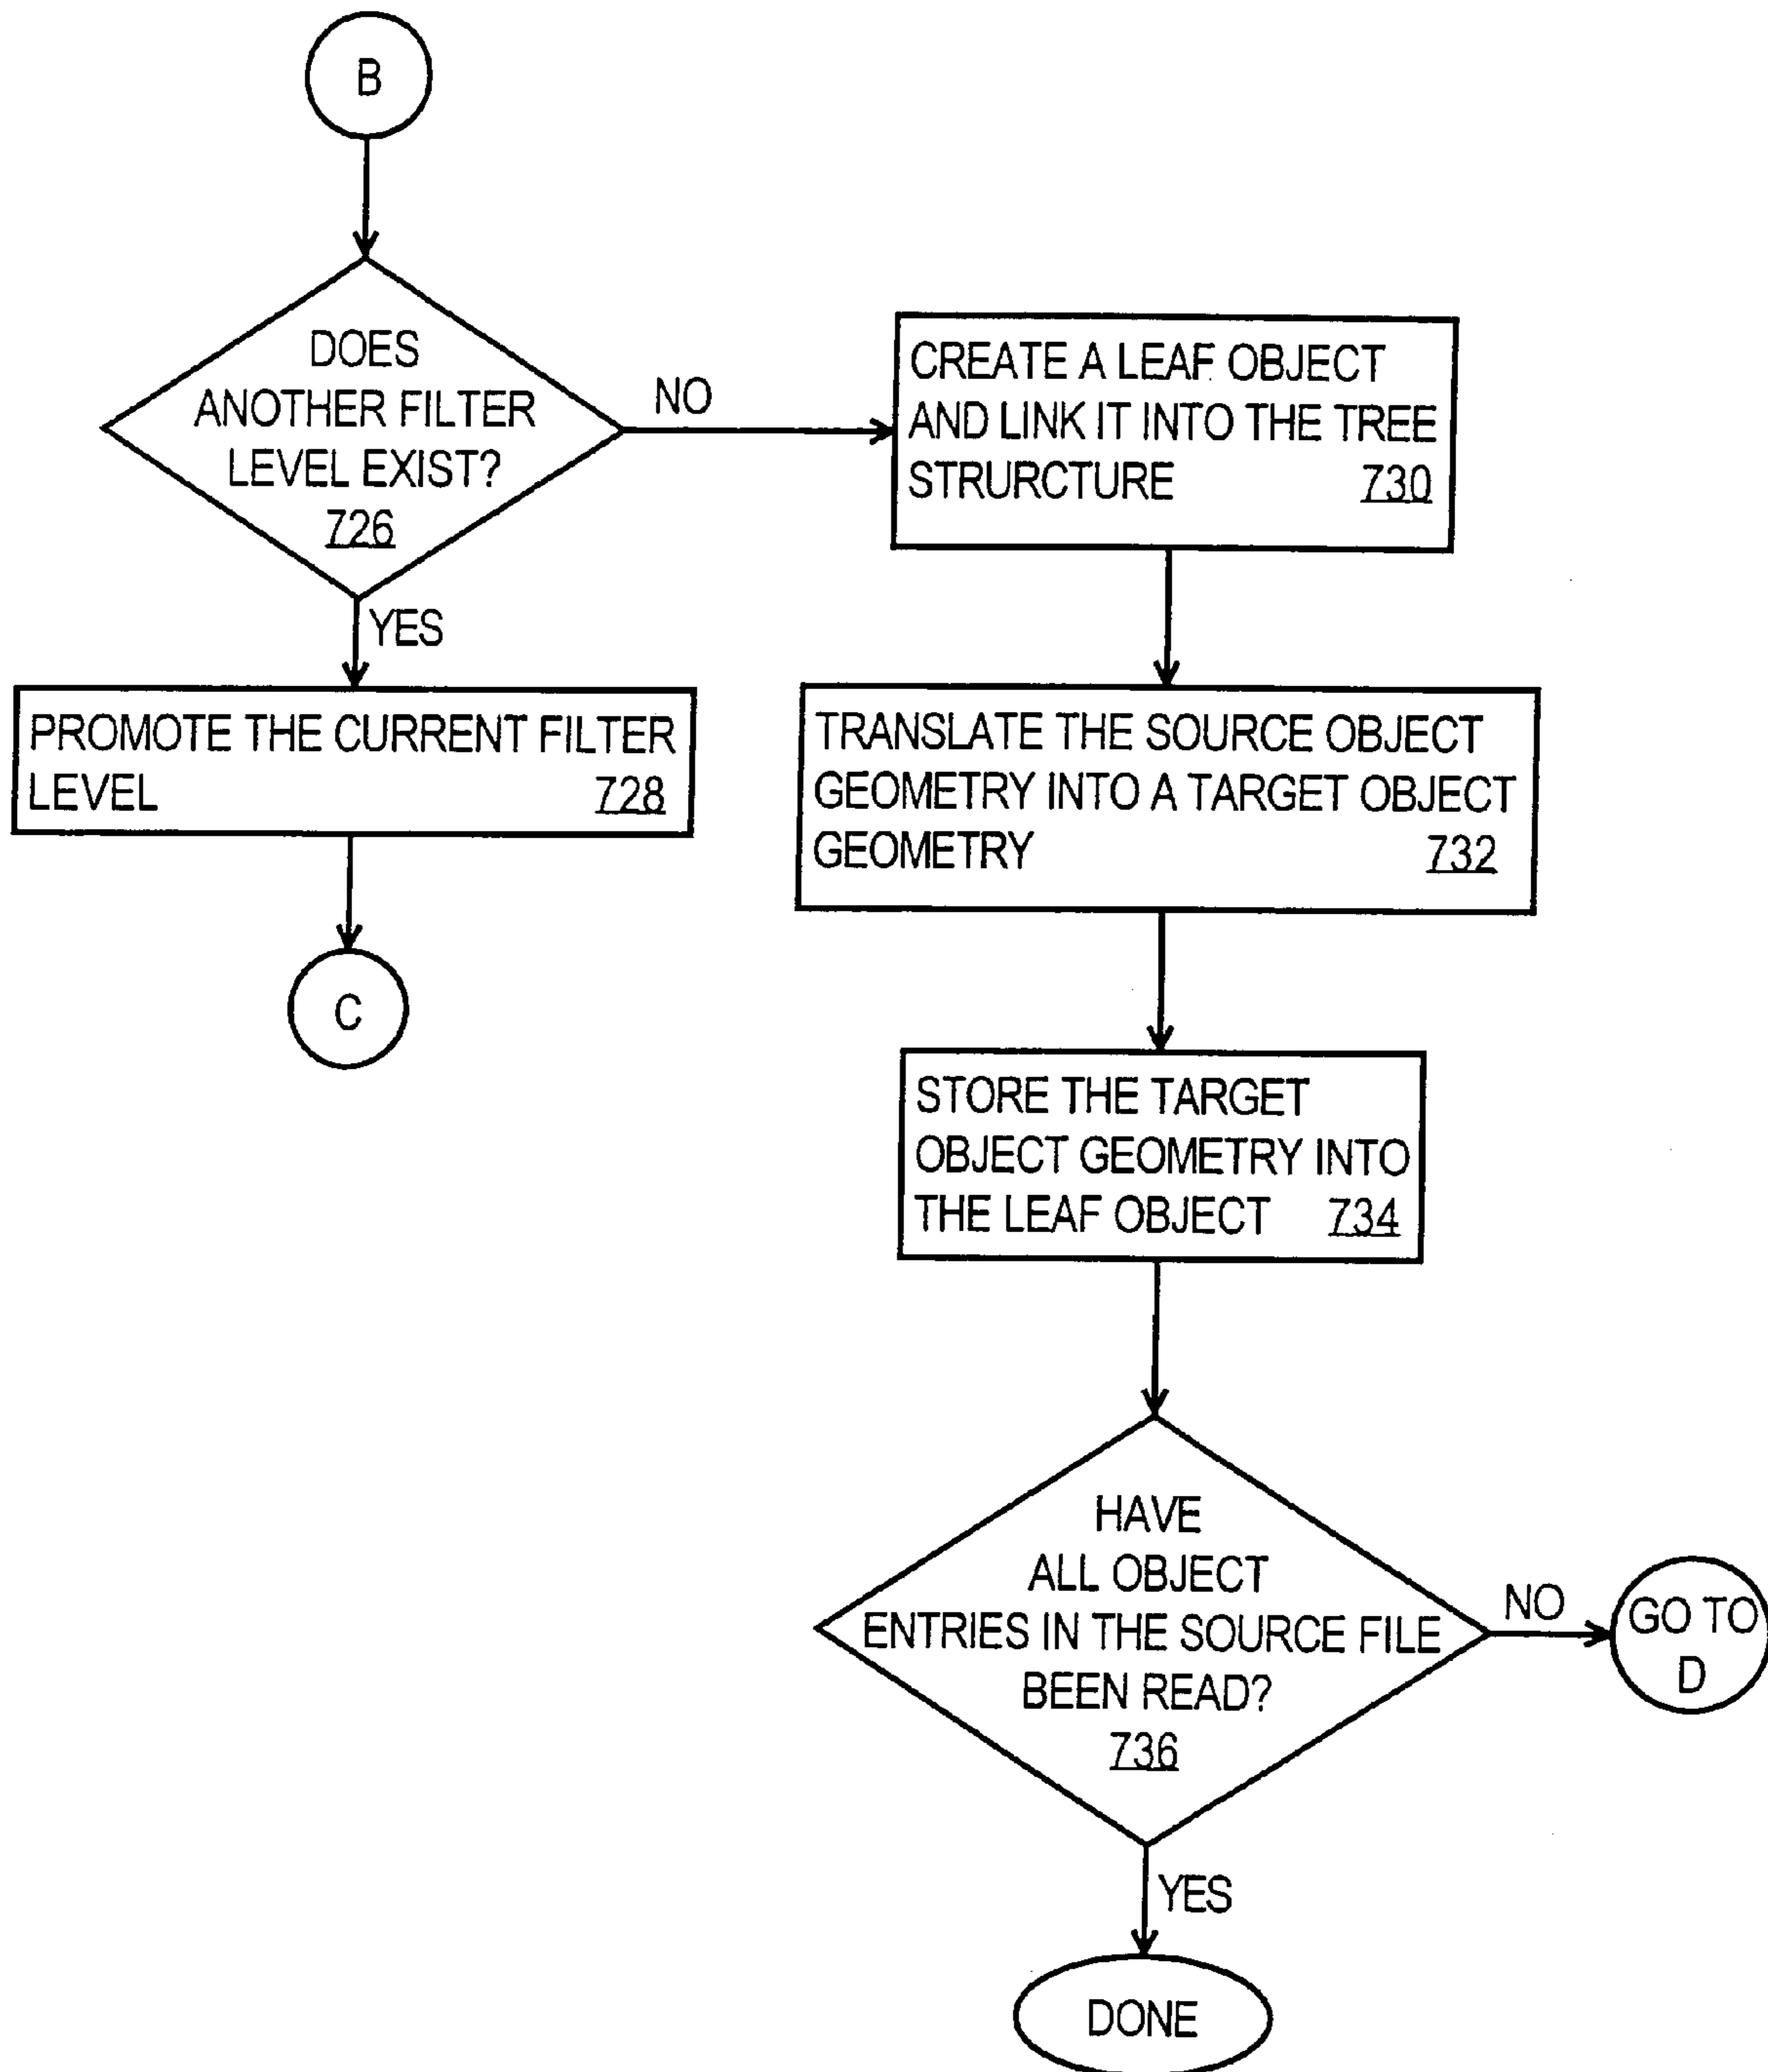 B
DOES
ANOTHER FILTER
LEVEL EXIST?
726
NO
YES
CREATE A LEAF OBJECT
AND LINK IT INTO THE TREE
STRURCTURE 730
PROMOTE THE CURRENT FILTER
LEVEL 728
C
TRANSLATE THE SOURCE OBJECT
GEOMETRY INTO A TARGET OBJECT
GEOMETRY 732
STORE THE TARGET
OBJECT GEOMETRY INTO
THE LEAF OBJECT 734
HAVE
ALL OBJECT
ENTRIES IN THE SOURCE FILE
BEEN READ?
736
NO
GO TO
D
YES
DONE